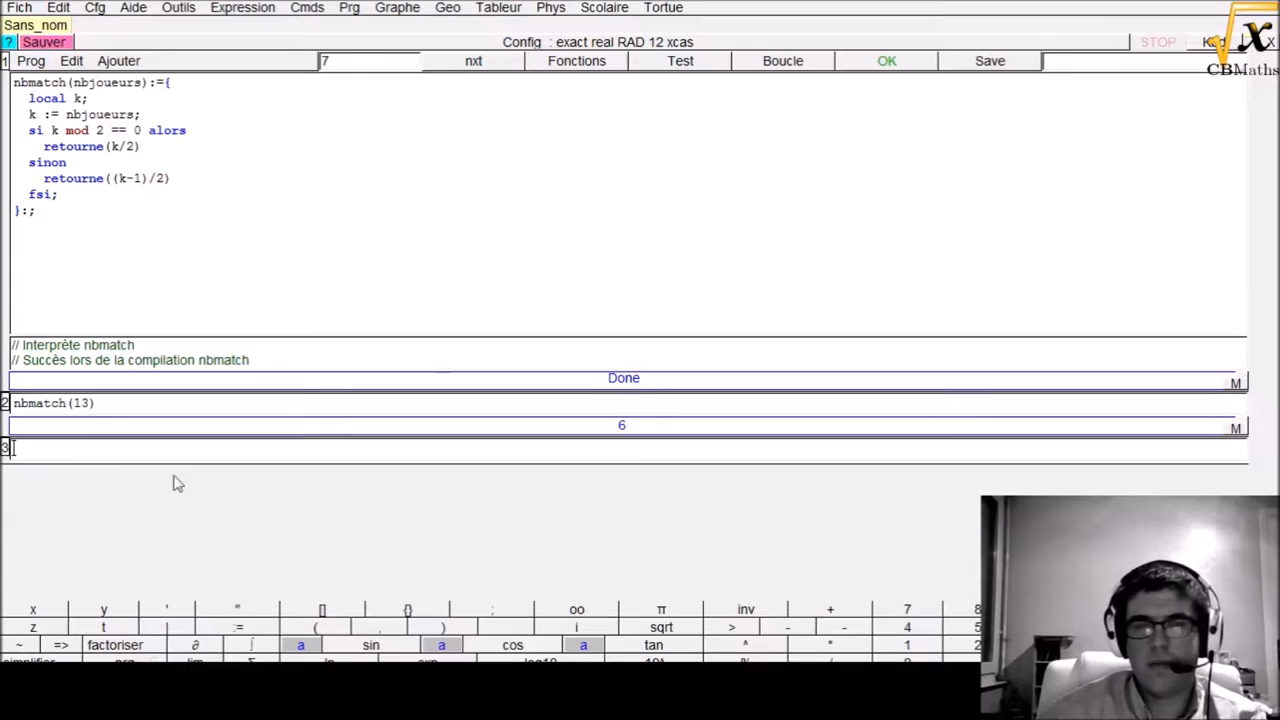 Fich Edit Cfg Aide Outils Expression Cmds Prg Graphe Geo Tableur Phys Scolaire Tortue
Sans_nom
? Sauver Config : exact real RAD 12 xcas STOP X
x
CBMaths
1 Prog Edit Ajouter 7 nxt Fonctions Test Boucle OK Save
nbmatch(nbjoueurs):={
local k;
k := nbjoueurs;
si k mod 2 == 0 alors
retourne(k/2)
sinon
retourne((k-1)/2)
fsi;
}:;
// Interprète nbmatch
// Succès lors de la compilation nbmatch
Done M
2 nbmatch(13)
6 M
3
x y ' " [] {} ; oo π inv + 7 8
z t | := ( , ) i sqrt > - - 4 5
~ => factoriser ∂ ∫ a sin a cos a tan ^ * 1 2